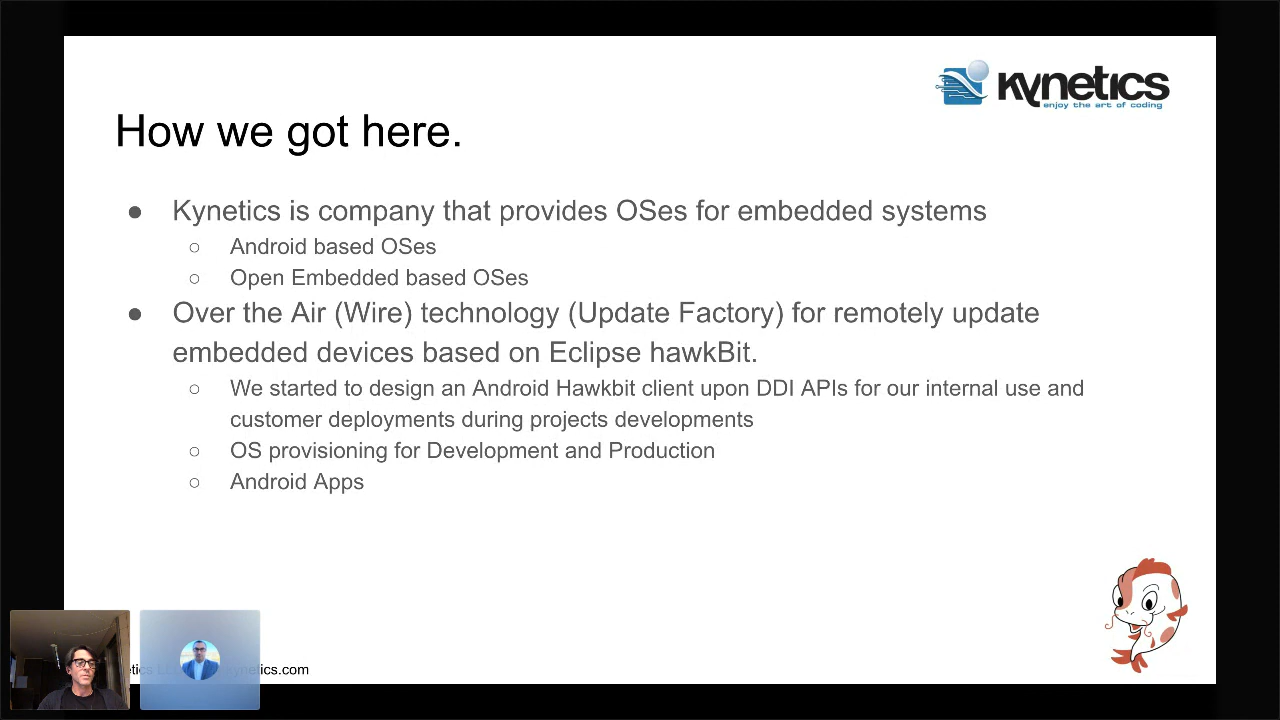 Kynetics
enjoy the art of coding
How we got here.
● Kynetics is company that provides OSes for embedded systems
○ Android based OSes
○ Open Embedded based OSes
● Over the Air (Wire) technology (Update Factory) for remotely update
embedded devices based on Eclipse hawkBit.
○ We started to design an Android Hawkbit client upon DDI APIs for our internal use and
customer deployments during projects developments
○ OS provisioning for Development and Production
○ Android Apps
kynetics.com